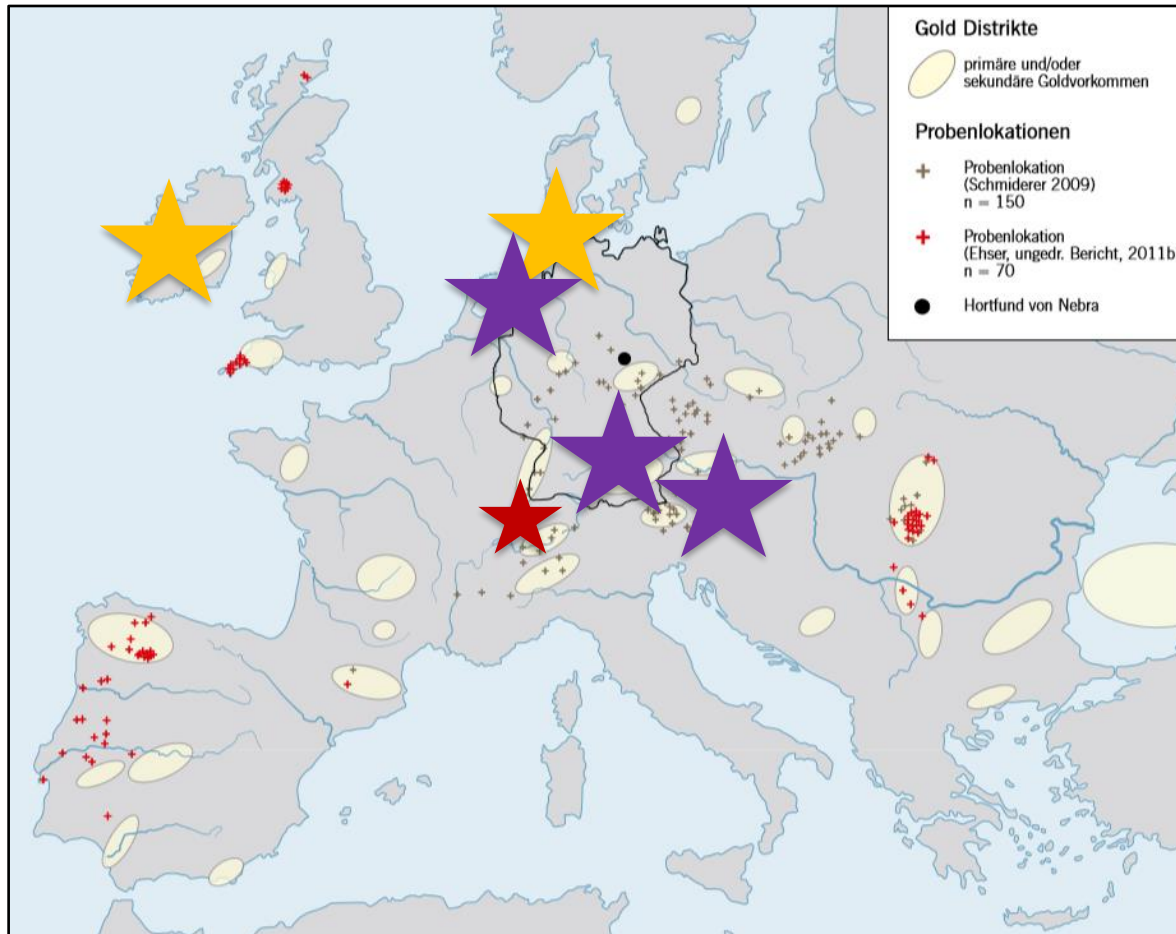 Gold Distrikte
primäre und/oder
sekundäre Goldvorkommen
Probenlokationen
Probenlokation
(Schmiderer 2009)
n = 150
Probenlokation
(Ehser, ungedr. Bericht, 2011b
n = 70
Hortfund von Nebra